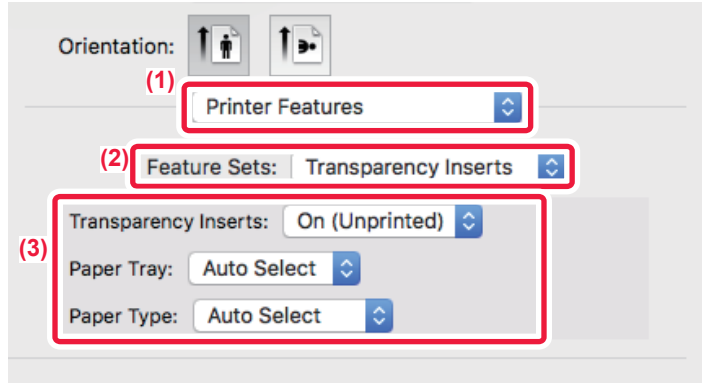 Orientation:
(1)
Printer Features
(2) Feature Sets: Transparency Inserts
Transparency Inserts: On (Unprinted)
(3)
Paper Tray: Auto Select
Paper Type: Auto Select